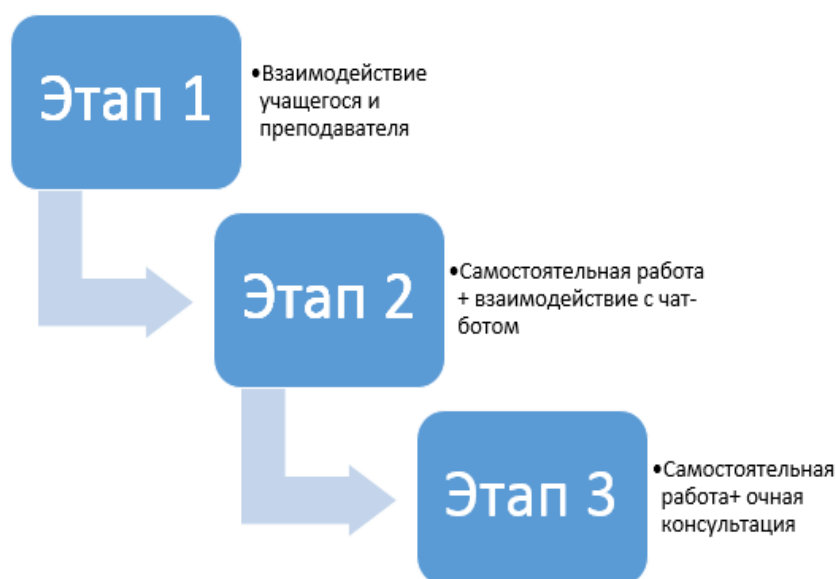 Этап 1
•Взаимодействие
учащегося и
преподавателя
Этап 2
•Самостоятельная работа
+ взаимодействие с чат-
ботом
Этап 3
•Самостоятельная
работа+ очная
консультация